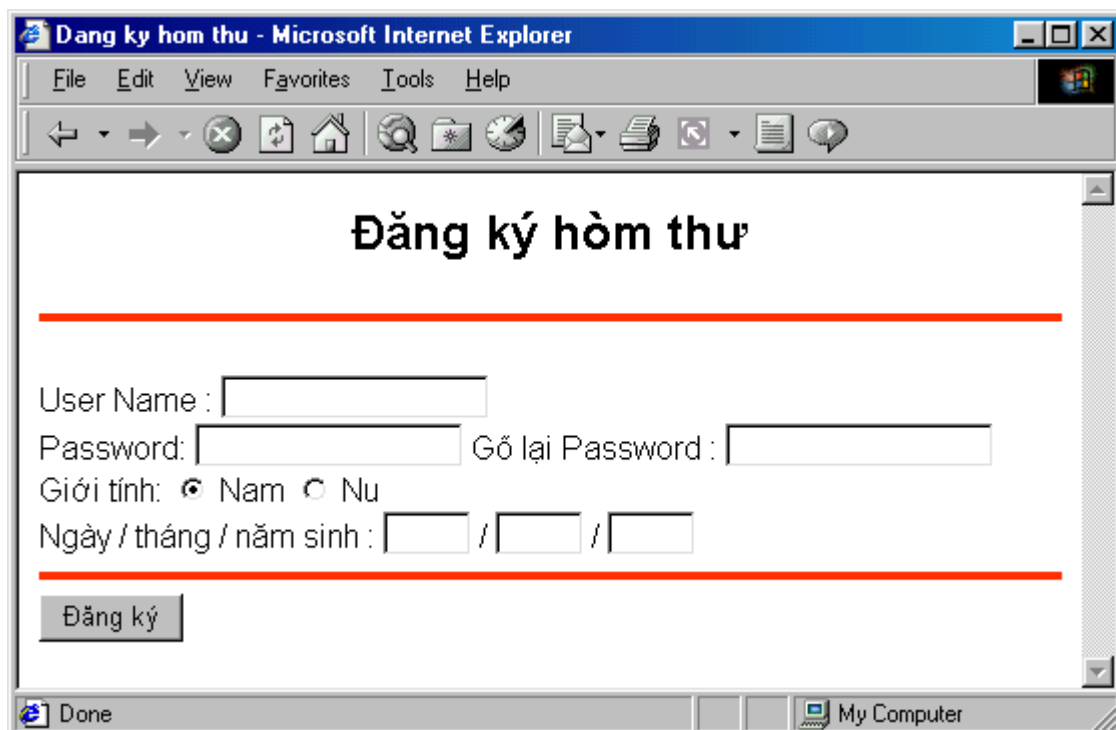 Dang ky hom thu - Microsoft Internet Explorer
File Edit View Favorites Tools Help
Đăng ký hòm thư
User Name :
Password: Gố lại Password :
Giới tính: Nam Nu
Ngày / tháng / năm sinh : / /
Đăng ký
Done My Computer